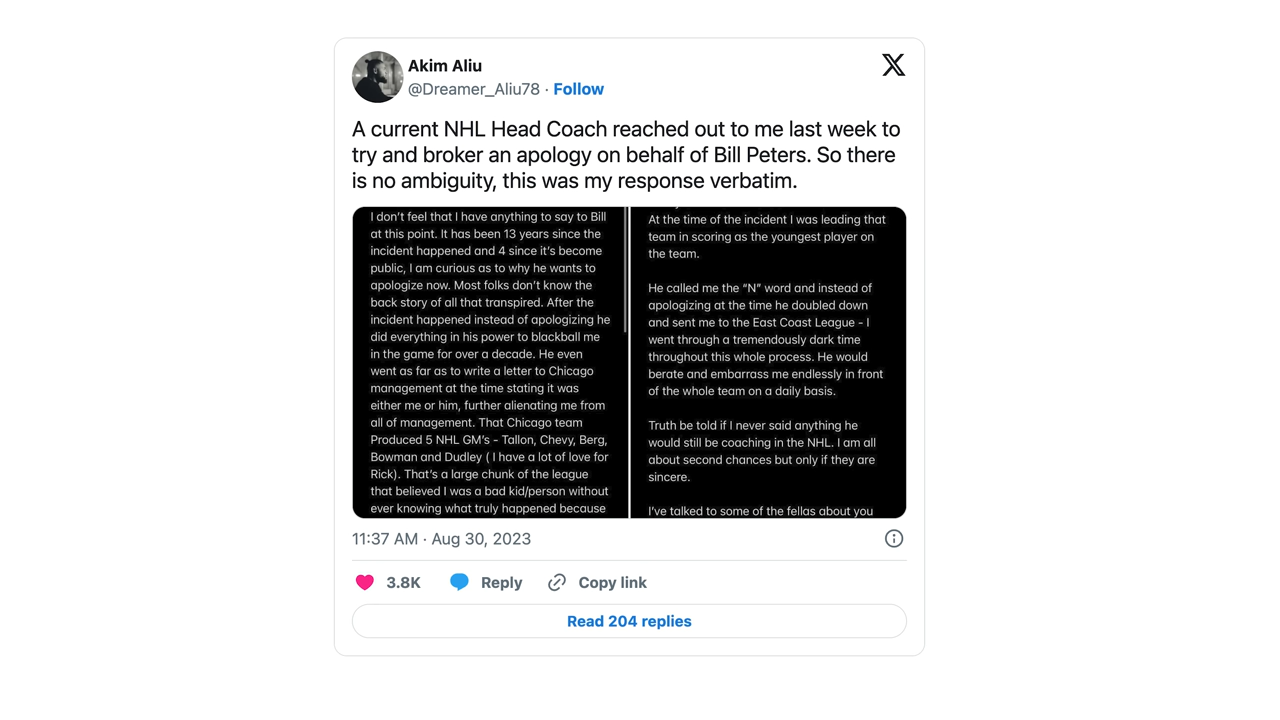 Akim Aliu
@Dreamer_Aliu78 · Follow
A current NHL Head Coach reached out to me last week to
try and broker an apology on behalf of Bill Peters. So there
is no ambiguity, this was my response verbatim.
I don't feel that I have anything to say to Bill
at this point. It has been 13 years since the
incident happened and 4 since it's become
public, I am curious as to why he wants to
apologize now. Most folks don't know the
back story of all that transpired. After the
incident happened instead of apologizing he
did everything in his power to blackball me
in the game for over a decade. He even
went as far as to write a letter to Chicago
management at the time stating it was
either me or him, further alienating me from
all of management. That Chicago team
Produced 5 NHL GM's - Tallon, Chevy, Berg,
Bowman and Dudley ( I have a lot of love for
Rick). That's a large chunk of the league
that believed I was a bad kid/person without
ever knowing what truly happened because
At the time of the incident I was leading that
team in scoring as the youngest player on
the team.
He called me the "N" word and instead of
apologizing at the time he doubled down
and sent me to the East Coast League - I
went through a tremendously dark time
throughout this whole process. He would
berate and embarrass me endlessly in front
of the whole team on a daily basis.
Truth be told if I never said anything he
would still be coaching in the NHL. I am all
about second chances but only if they are
sincere.
I've talked to some of the fellas about you
11:37 AM · Aug 30, 2023
3.8K Reply Copy link
Read 204 replies